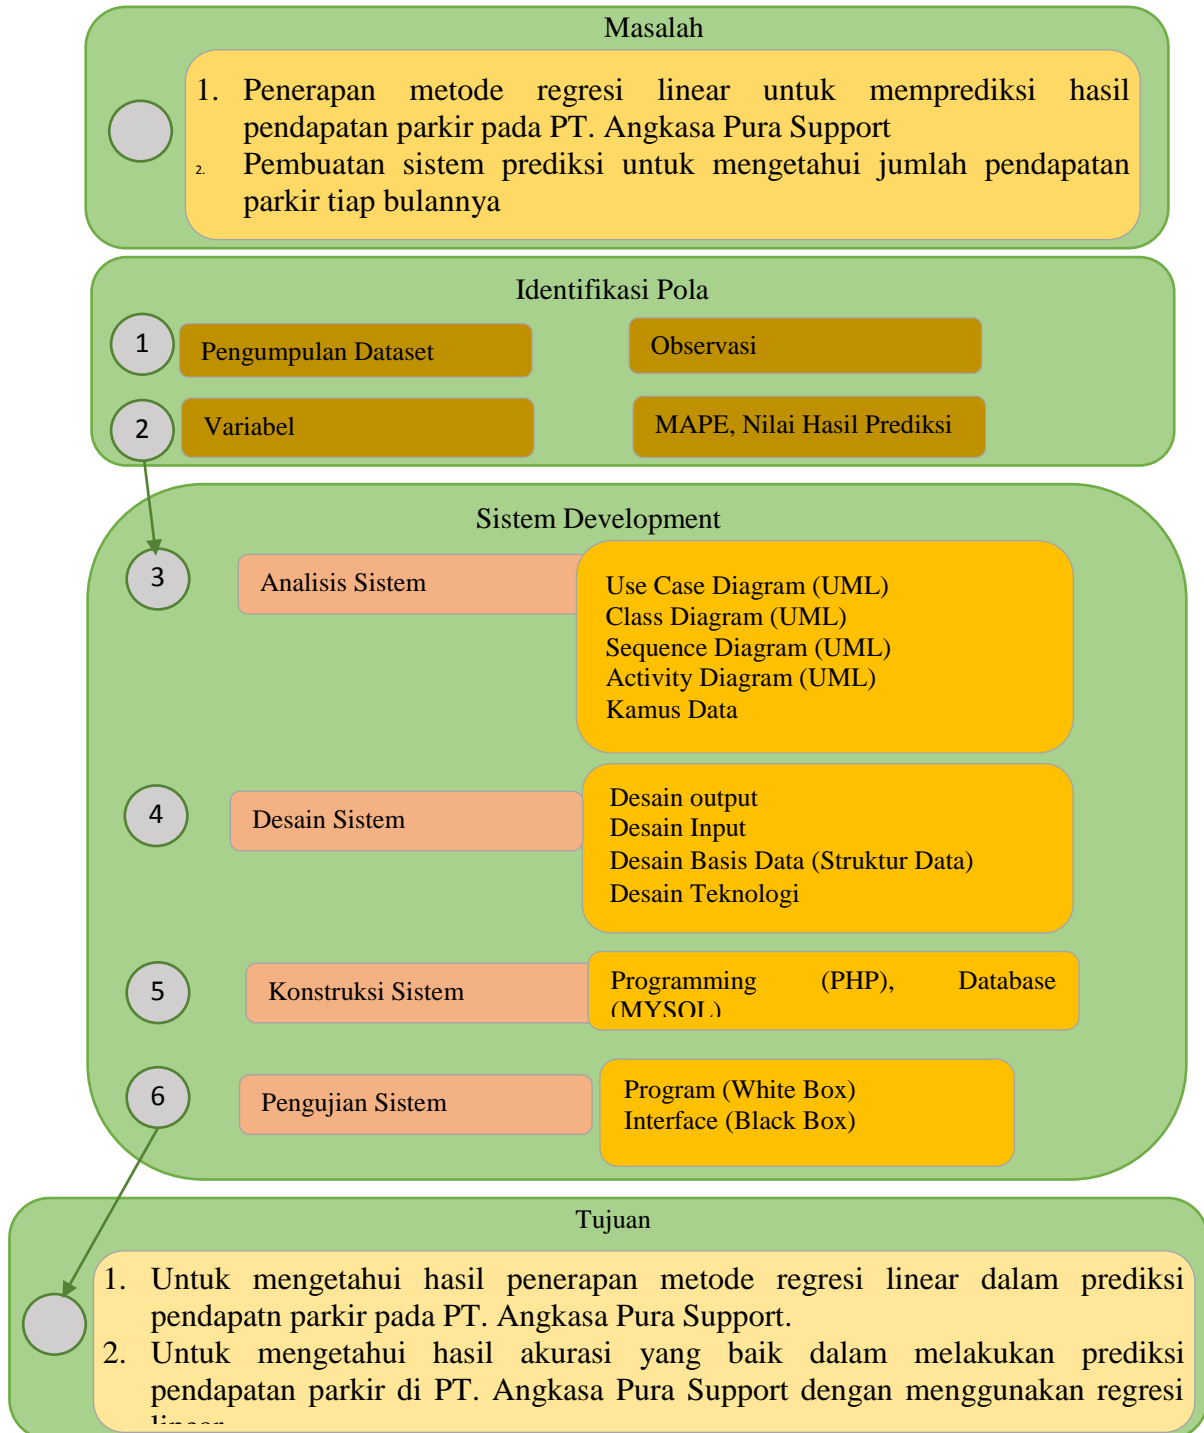 Masalah
1. Penerapan metode regresi linear untuk memprediksi hasil
pendapatan parkir pada PT. Angkasa Pura Support
2. Pembuatan sistem prediksi untuk mengetahui jumlah pendapatan
parkir tiap bulannya
Identifikasi Pola
1 Pengumpulan Dataset Observasi
2 Variabel MAPE, Nilai Hasil Prediksi
Sistem Development
3 Analisis Sistem
Use Case Diagram (UML)
Class Diagram (UML)
Sequence Diagram (UML)
Activity Diagram (UML)
Kamus Data
4 Desain Sistem
Desain output
Desain Input
Desain Basis Data (Struktur Data)
Desain Teknologi
5 Konstruksi Sistem
Programming (PHP), Database
(MYSQL)
6 Pengujian Sistem
Program (White Box)
Interface (Black Box)
Tujuan
1. Untuk mengetahui hasil penerapan metode regresi linear dalam prediksi
pendapatn parkir pada PT. Angkasa Pura Support.
2. Untuk mengetahui hasil akurasi yang baik dalam melakukan prediksi
pendapatan parkir di PT. Angkasa Pura Support dengan menggunakan regresi